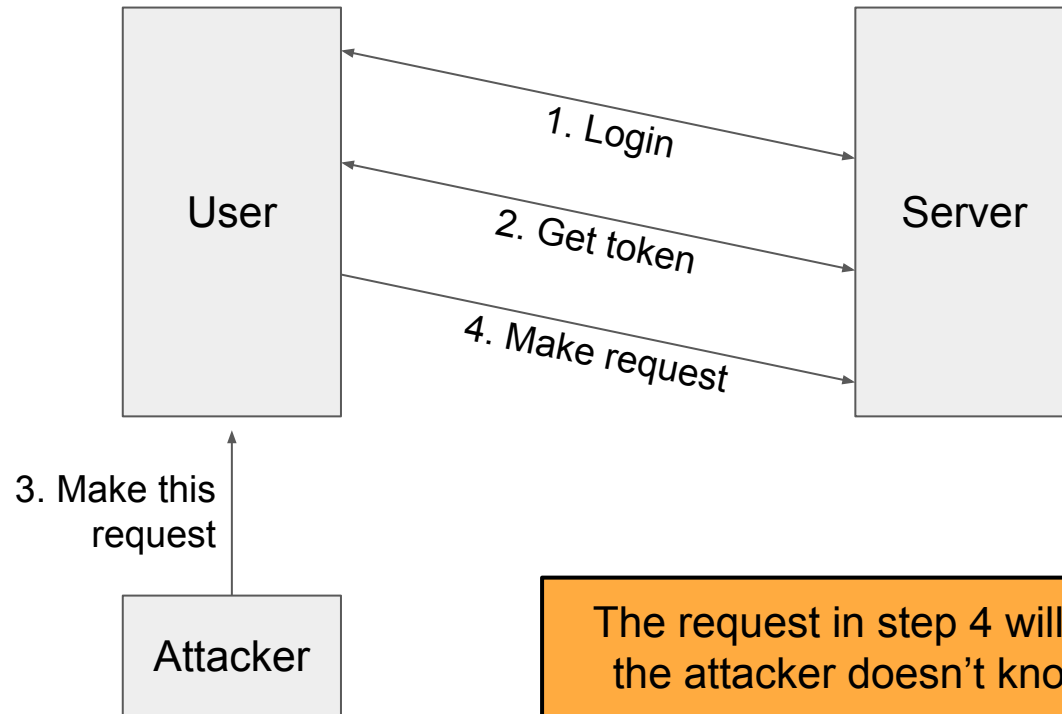 1. Login
User
Server
2. Get token
4. Make request
3. Make this
request
Attacker
The request in step 4 will
the attacker doesn’t